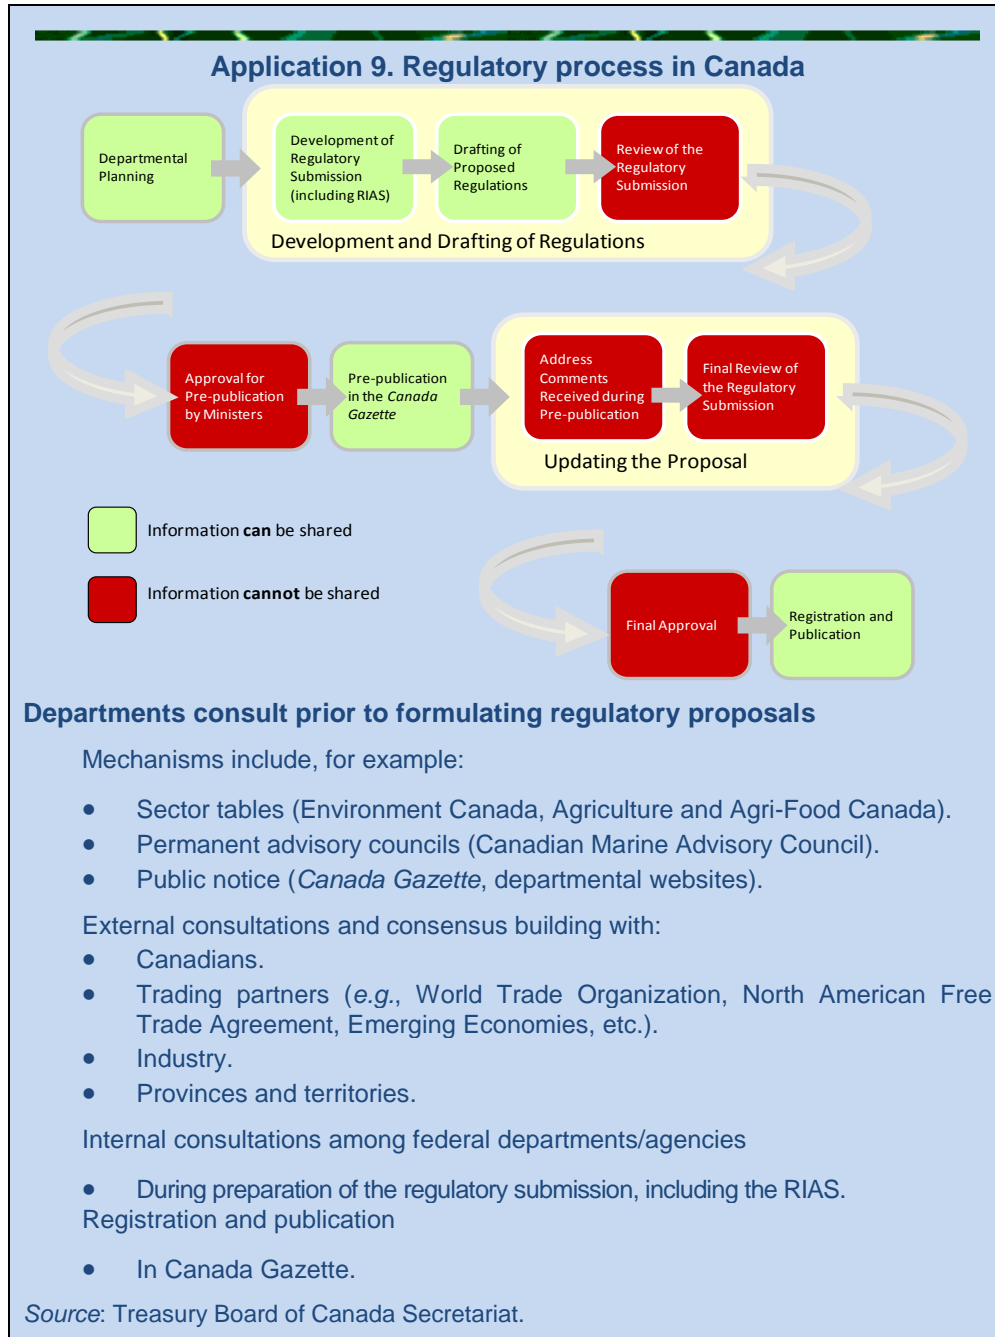 Application 9. Regulatory process in Canada
Departmental
Planning
Development of
Regulatory
Submission
(including RIAS)
Drafting of
Proposed
Regulations
Review of the
Regulatory
Submission
Development and Drafting of Regulations
Approval for
Pre-publication
by Ministers
Pre-publication
in the Canada
Gazette
Address
Comments
Received during
Pre-publication
Final Review of
the Regulatory
Submission
Updating the Proposal
Information can be shared
Information cannot be shared
Final Approval
Registration and
Publication
Departments consult prior to formulating regulatory proposals
Mechanisms include, for example:
• Sector tables (Environment Canada, Agriculture and Agri-Food Canada).
• Permanent advisory councils (Canadian Marine Advisory Council).
• Public notice (Canada Gazette, departmental websites).
External consultations and consensus building with:
• Canadians.
• Trading partners (e.g., World Trade Organization, North American Free
Trade Agreement, Emerging Economies, etc.).
• Industry.
• Provinces and territories.
Internal consultations among federal departments/agencies
• During preparation of the regulatory submission, including the RIAS.
Registration and publication
• In Canada Gazette.
Source: Treasury Board of Canada Secretariat.